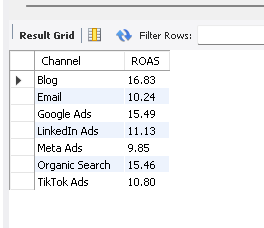 Result Grid Filter Rows:
Channel ROAS
Blog 16.83
Email 10.24
Google Ads 15.49
LinkedIn Ads 11.13
Meta Ads 9.85
Organic Search 15.46
TikTok Ads 10.80